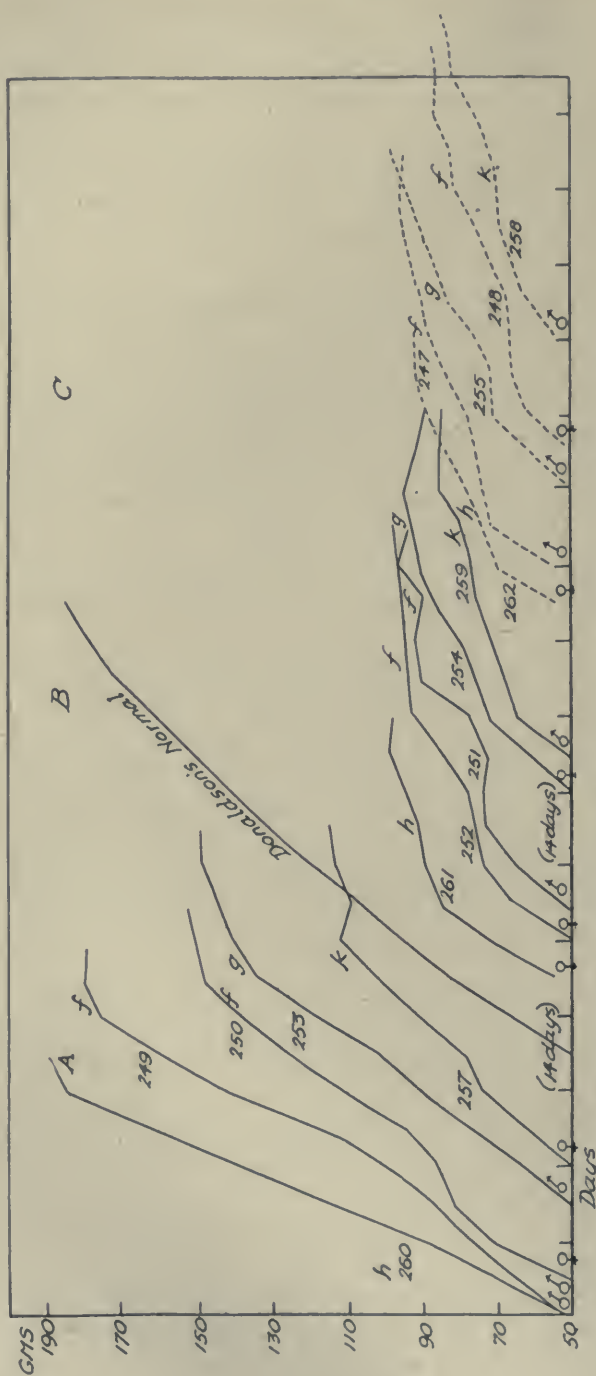 GMS
190
170
150
130
110
90
70
50
A
B
C
Donaldson's Normal
f
249
f
250
g
253
h
260
k
257
h
261
f
252
f
251
g
254
k
259
h
262
247
f
g
255
f
248
k
258
(14 days)
(14 days)
Days